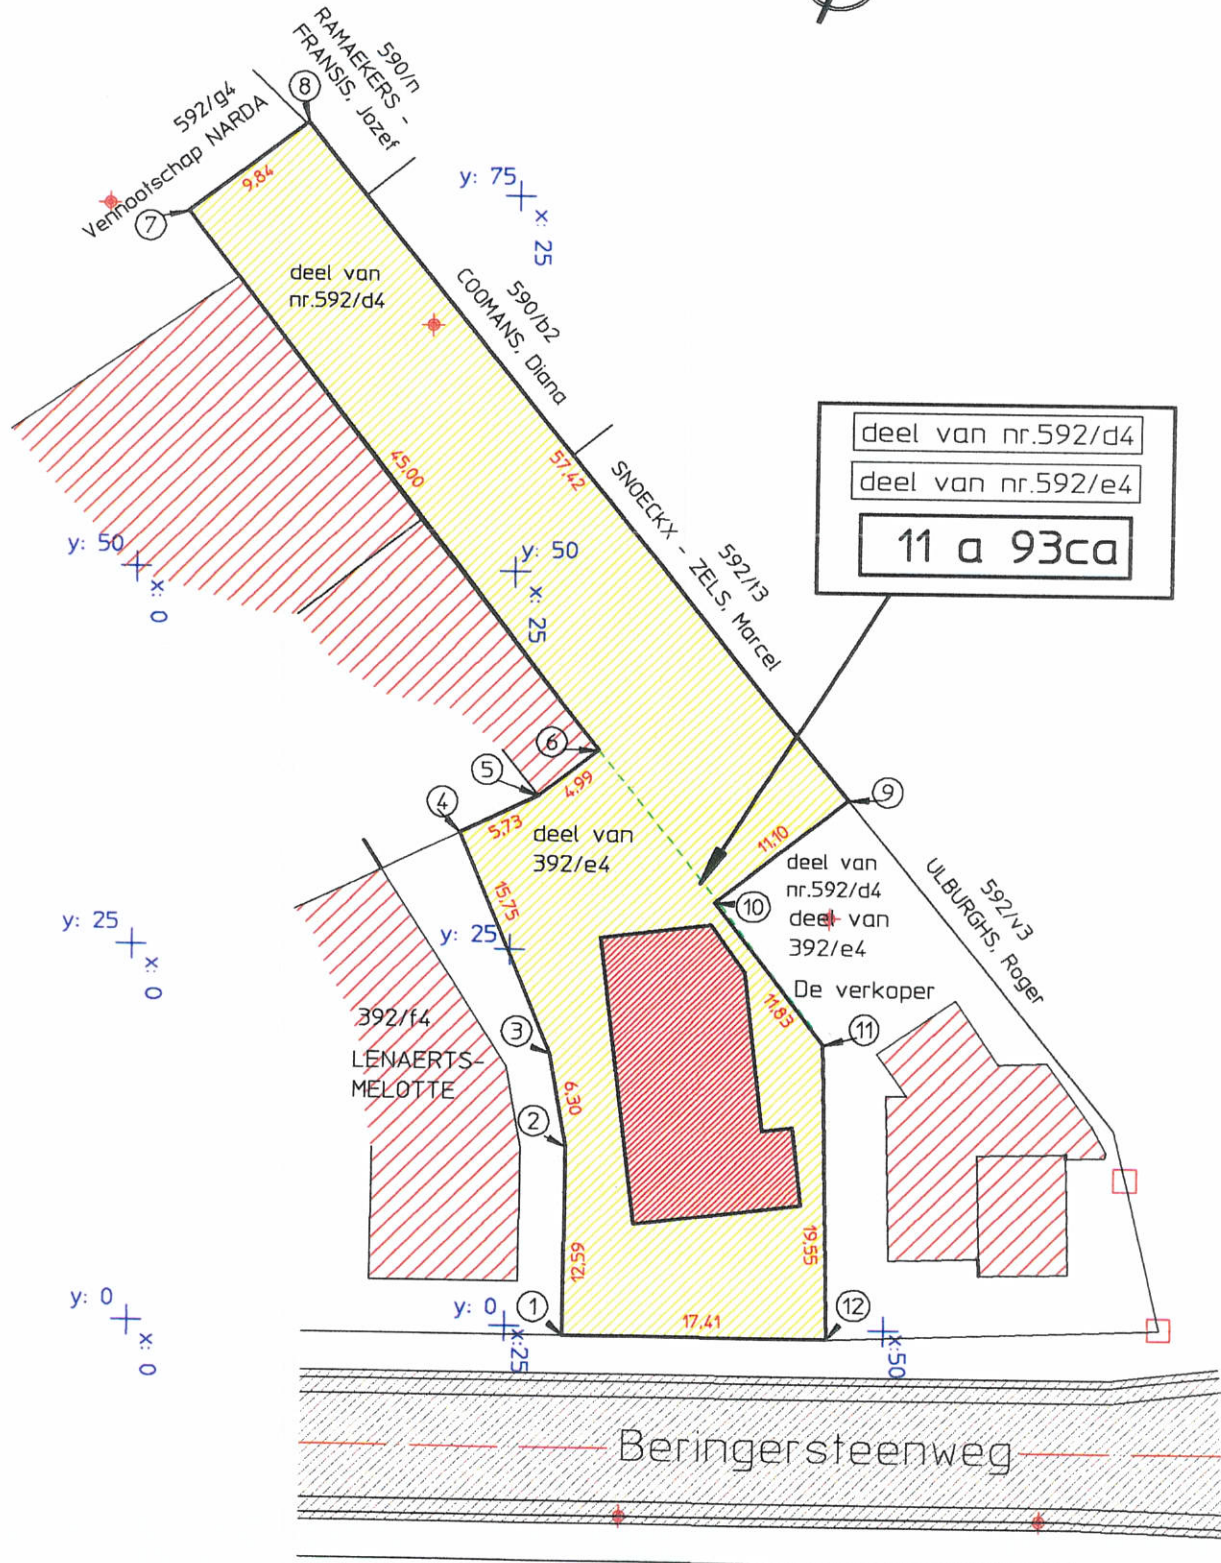 590/n
RAMAEKERS -
FRANSIS, Jozef
8
592/g4
Vennootschap NARDA
7
9,84
y: 75
x: 25
deel van
nr.592/d4
590/b2
COOMANS, Diana
deel van nr.592/d4
deel van nr.592/e4
11 a 93ca
45,00
57,42
592/t3
SNOECKX - ZELS, Marcel
y: 50
x: 0
y: 50
x: 25
6
5
4
4,99
5,73
9
deel van
392/e4
11,10
deel van
nr.592/d4
deel van
392/e4
De verkoper
592/v3
ULBURGHS, Roger
10
15,75
y: 25
x: 0
y: 25
11,83
392/f4
LENAERTS-
MELOTTE
3
11
6,30
2
12,59
19,55
y: 0
x: 0
y: 0
x:25
1
17,41
12
x:50
Beringersteenweg